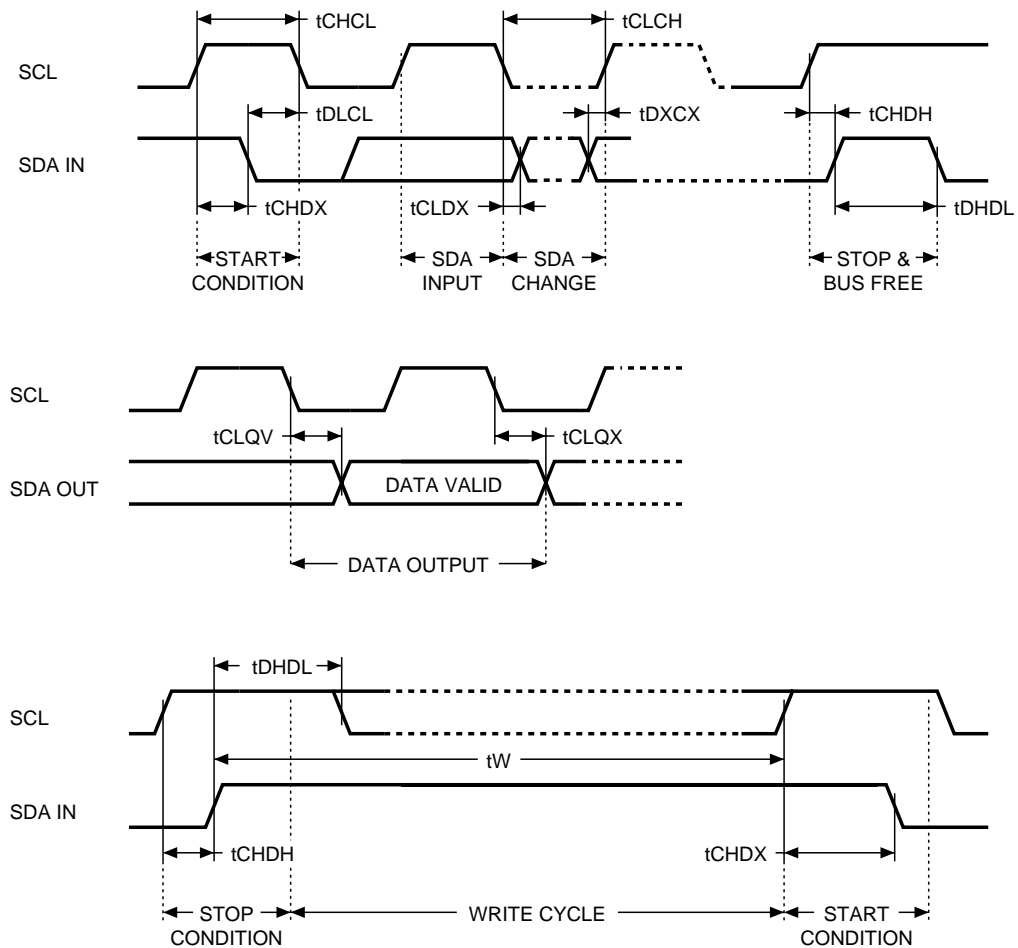 tCHCL
tCLCH
SCL
tDLCL
tDXCX
tCHDH
SDA IN
tCHDX
tCLDX
tDHDL
START
CONDITION
SDA
INPUT
SDA
CHANGE
STOP &
BUS FREE
SCL
tCLQV
tCLQX
SDA OUT
DATA VALID
DATA OUTPUT
tDHDL
SCL
tW
SDA IN
tCHDH
tCHDX
STOP
CONDITION
WRITE CYCLE
START
CONDITION